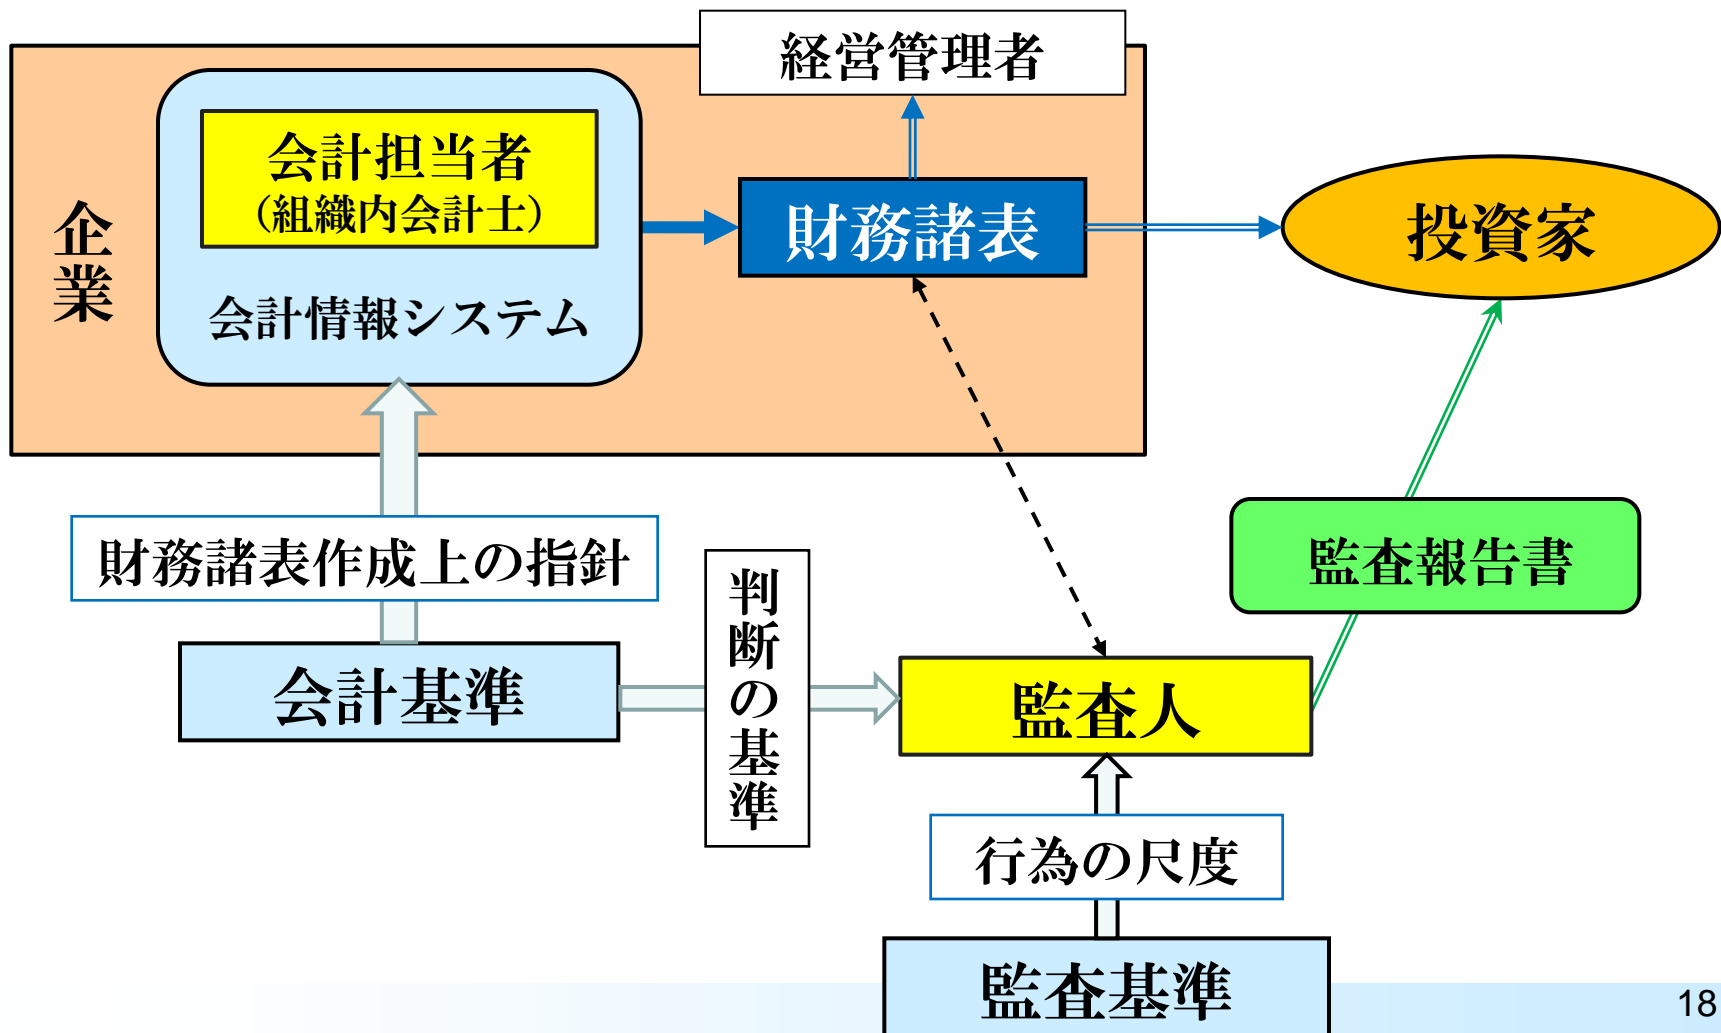 経営管理者
会計担当者
（組織内会計士）
企業
財務諸表
投資家
会計情報システム
財務諸表作成上の指針
判断の基準
監査報告書
会計基準
監査人
行為の尺度
監査基準
18